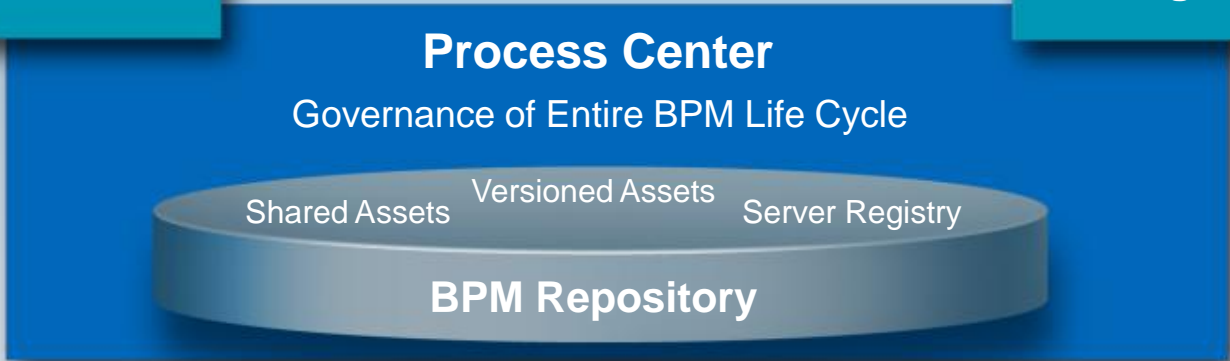 Process Center
Governance of Entire BPM Life Cycle
Versioned Assets
Shared Assets
Server Registry
BPM Repository